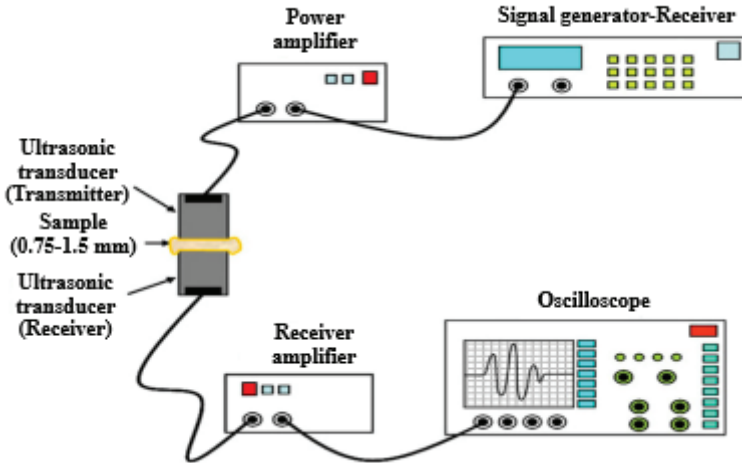 Power
amplifier
Signal generator-Receiver
Ultrasonic
transducer
(Transmitter)
Sample
(0.75-1.5 mm)
Ultrasonic
transducer
(Receiver)
Receiver
amplifier
Oscilloscope